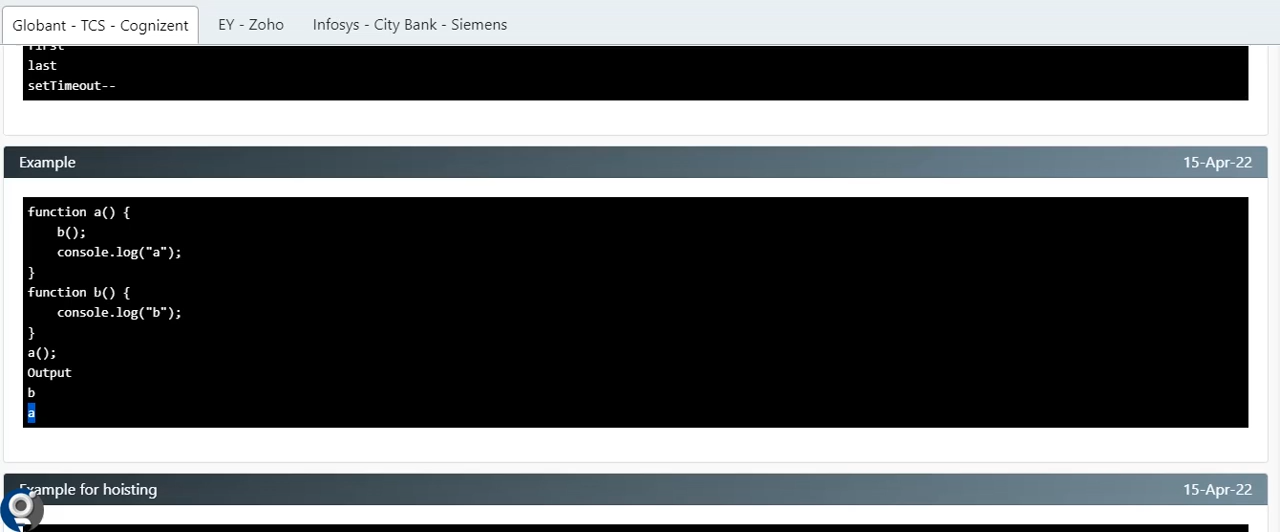 Globant - TCS - Cognizent
EY - Zoho
Infosys - City Bank - Siemens
first
last
setTimeout--
Example
15-Apr-22
function a() {
    b();
    console.log("a");
}
function b() {
    console.log("b");
}
a();
Output
b
a
Example for hoisting
15-Apr-22